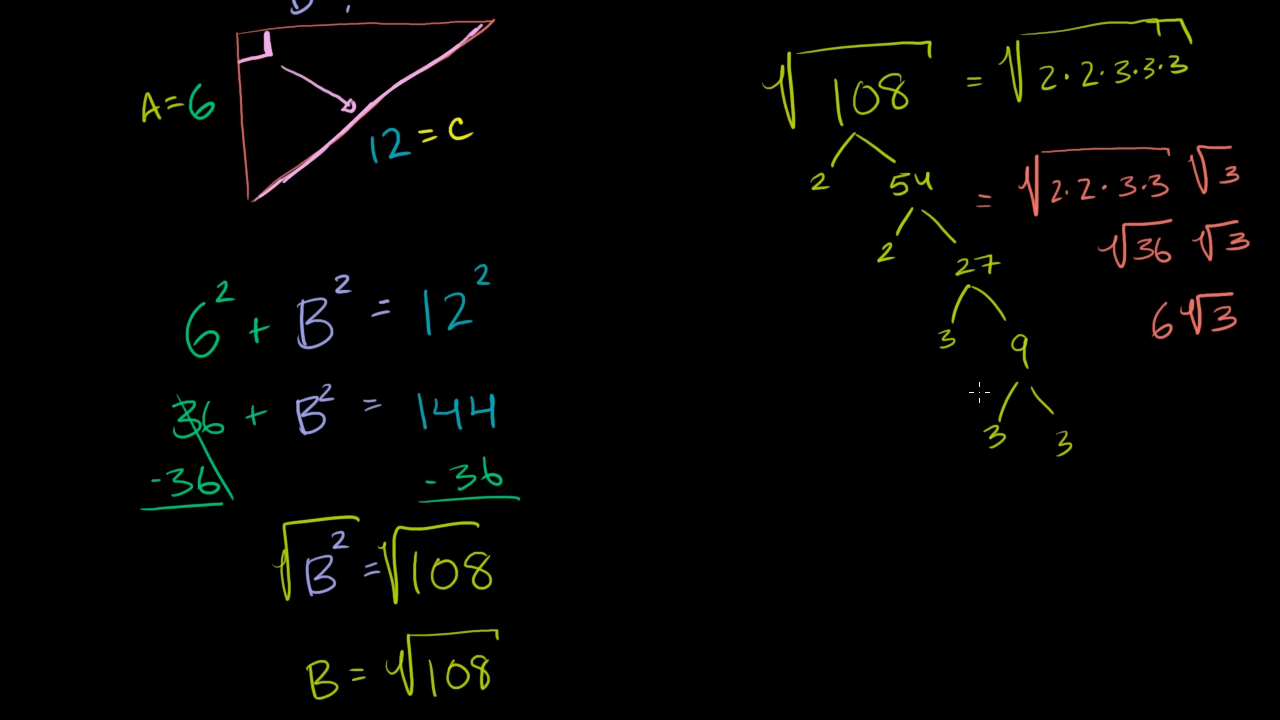 A=6
12 = C
6² + B² = 12²
36 + B² = 144
-36 -36
√B² = √108
B = √108
√108 = √2·2·3·3·3
2 54
= √2·2·3·3 √3
2 27
√36 √3
3 9
6√3
3 3